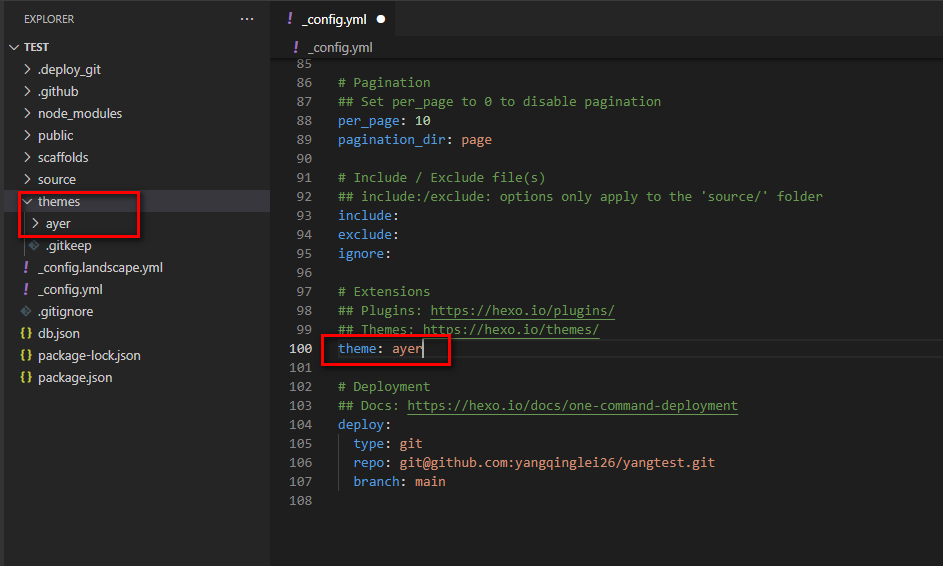 EXPLORER
TEST
.deploy_git
.github
node_modules
public
scaffolds
source
themes
ayer
.gitkeep
_config.landscape.yml
_config.yml
.gitignore
db.json
package-lock.json
package.json
_config.yml
_config.yml
85
86 # Pagination
87 ## Set per_page to 0 to disable pagination
88 per_page: 10
89 pagination_dir: page
90
91 # Include / Exclude file(s)
92 ## include:/exclude: options only apply to the 'source/' folder
93 include:
94 exclude:
95 ignore:
96
97 # Extensions
98 ## Plugins: https://hexo.io/plugins/
99 ## Themes: https://hexo.io/themes/
100 theme: ayer
101
102 # Deployment
103 ## Docs: https://hexo.io/docs/one-command-deployment
104 deploy:
105 type: git
106 repo: git@github.com:yangqinglei26/yangtest.git
107 branch: main
108